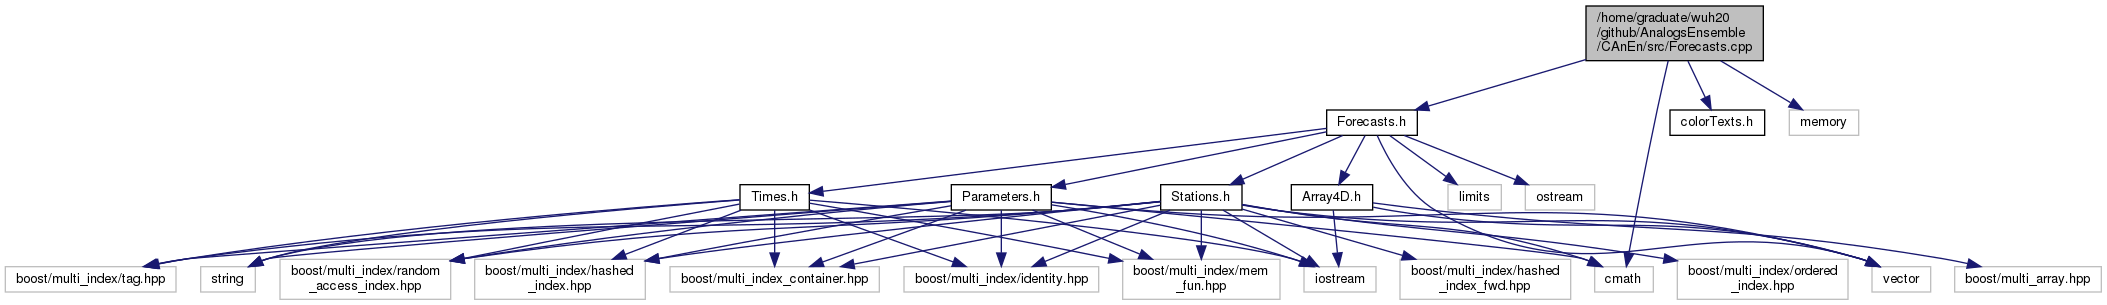 /home/graduate/wuh20
/github/AnalogsEnsemble
/CAnEn/src/Forecasts.cpp
Forecasts.h
colorTexts.h
memory
Times.h
Parameters.h
Stations.h
Array4D.h
limits
ostream
boost/multi_index/tag.hpp
string
boost/multi_index/random
_access_index.hpp
boost/multi_index/hashed
_index.hpp
boost/multi_index_container.hpp
boost/multi_index/identity.hpp
boost/multi_index/mem
_fun.hpp
iostream
boost/multi_index/hashed
_index_fwd.hpp
cmath
boost/multi_index/ordered
_index.hpp
vector
boost/multi_array.hpp